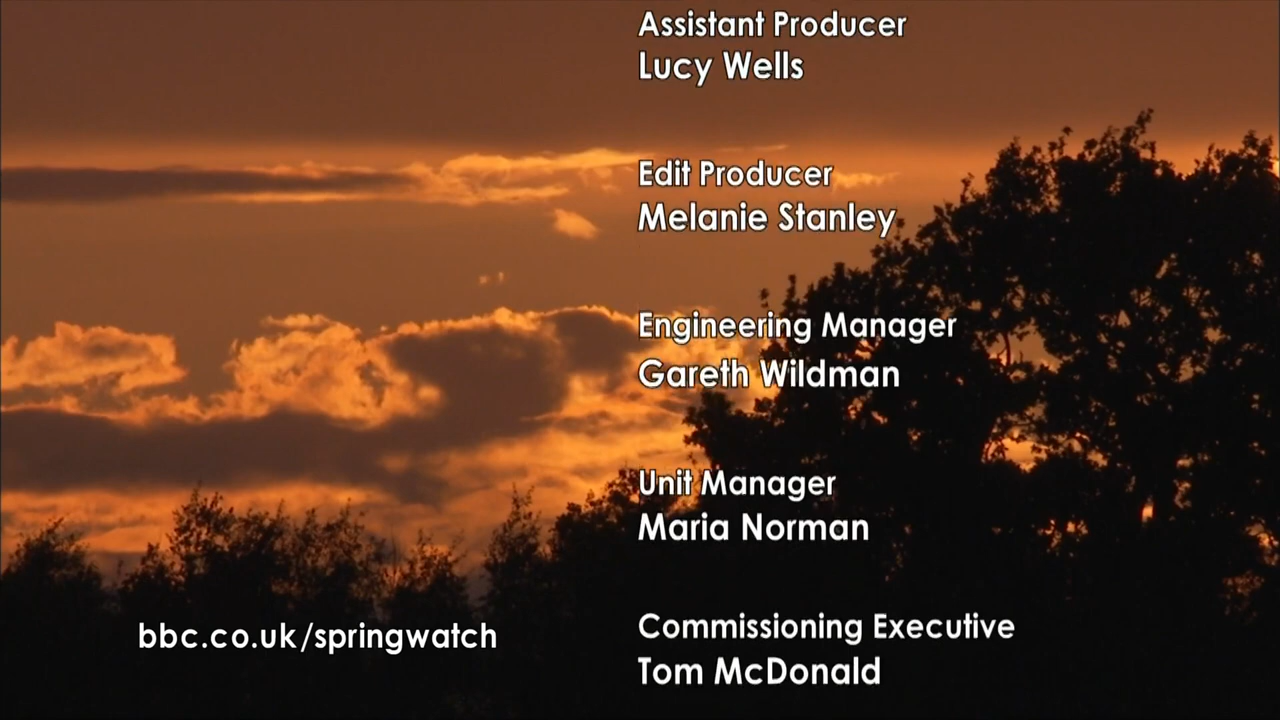 Assistant Producer
Lucy Wells
Edit Producer
Melanie Stanley
Engineering Manager
Gareth Wildman
Unit Manager
Maria Norman
Commissioning Executive
Tom McDonald
bbc.co.uk/springwatch